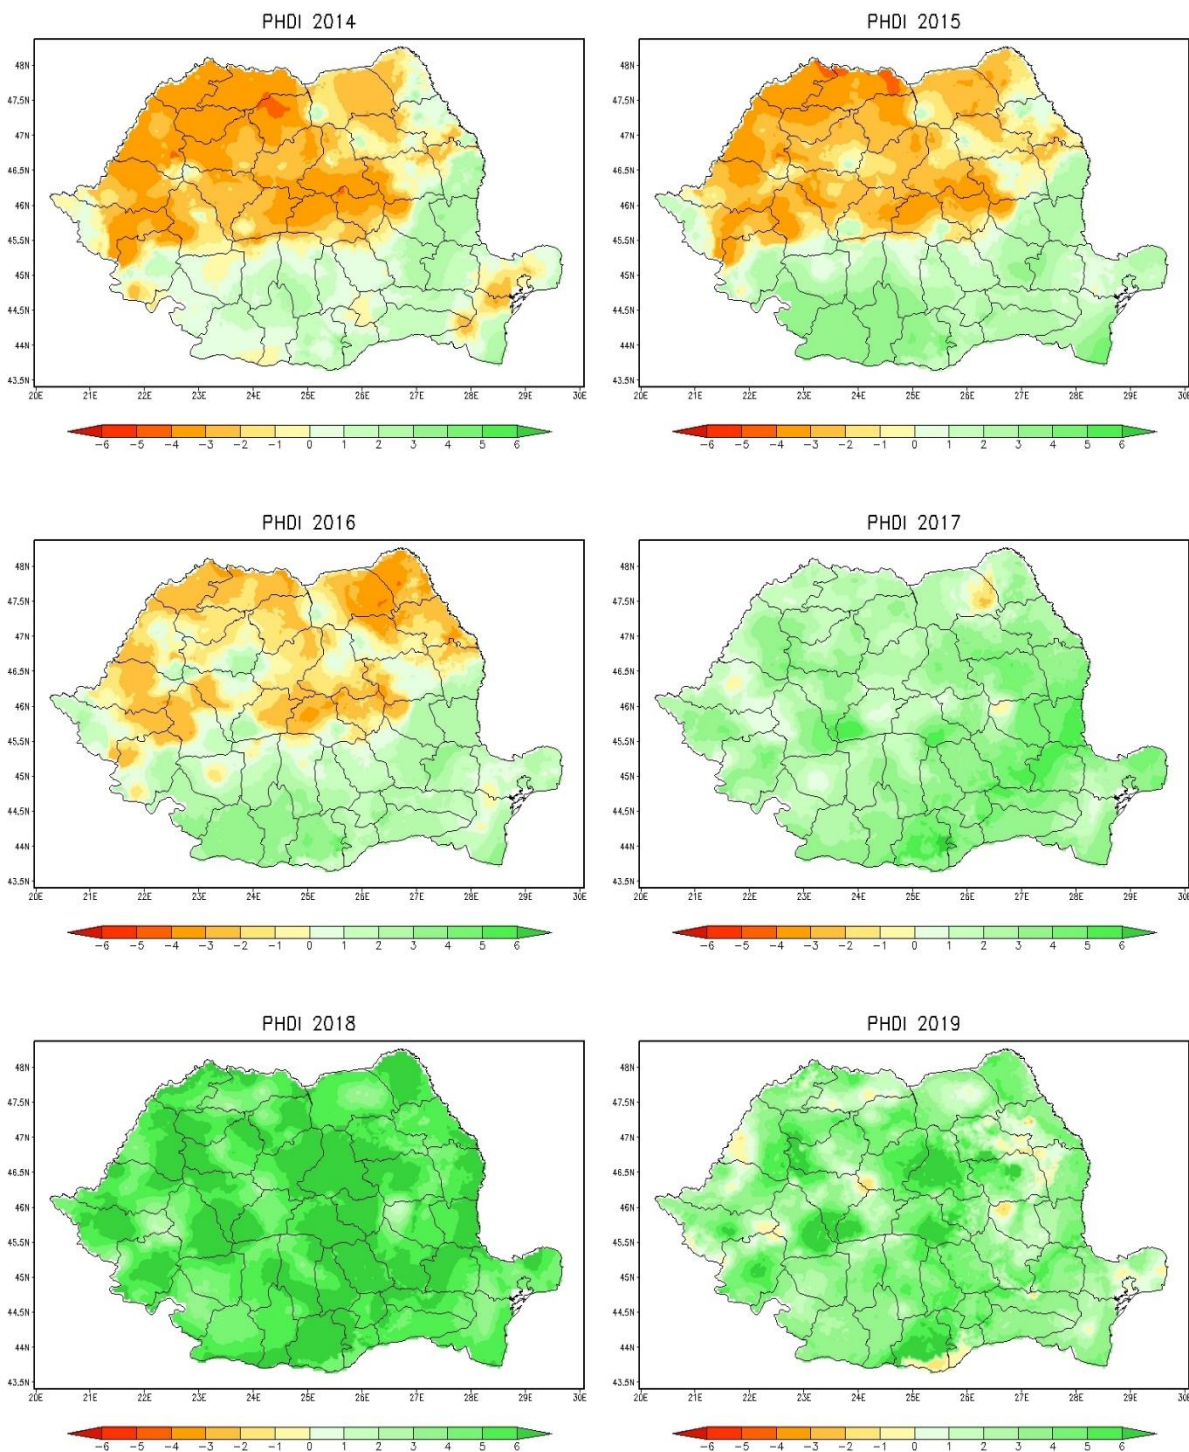 PHDI 2014
48N
47.5N
47N
46.5N
46N
45.5N
45N
44.5N
44N
43.5N
20E 21E 22E 23E 24E 25E 26E 27E 28E 29E 30E
-6 -5 -4 -3 -2 -1 0 1 2 3 4 5 6
PHDI 2015
48N
47.5N
47N
46.5N
46N
45.5N
45N
44.5N
44N
43.5N
20E 21E 22E 23E 24E 25E 26E 27E 28E 29E 30E
-6 -5 -4 -3 -2 -1 0 1 2 3 4 5 6
PHDI 2016
48N
47.5N
47N
46.5N
46N
45.5N
45N
44.5N
44N
43.5N
20E 21E 22E 23E 24E 25E 26E 27E 28E 29E 30E
-6 -5 -4 -3 -2 -1 0 1 2 3 4 5 6
PHDI 2017
48N
47.5N
47N
46.5N
46N
45.5N
45N
44.5N
44N
43.5N
20E 21E 22E 23E 24E 25E 26E 27E 28E 29E 30E
-6 -5 -4 -3 -2 -1 0 1 2 3 4 5 6
PHDI 2018
48N
47.5N
47N
46.5N
46N
45.5N
45N
44.5N
44N
43.5N
20E 21E 22E 23E 24E 25E 26E 27E 28E 29E 30E
-6 -5 -4 -3 -2 -1 0 1 2 3 4 5 6
PHDI 2019
48N
47.5N
47N
46.5N
46N
45.5N
45N
44.5N
44N
43.5N
20E 21E 22E 23E 24E 25E 26E 27E 28E 29E 30E
-6 -5 -4 -3 -2 -1 0 1 2 3 4 5 6